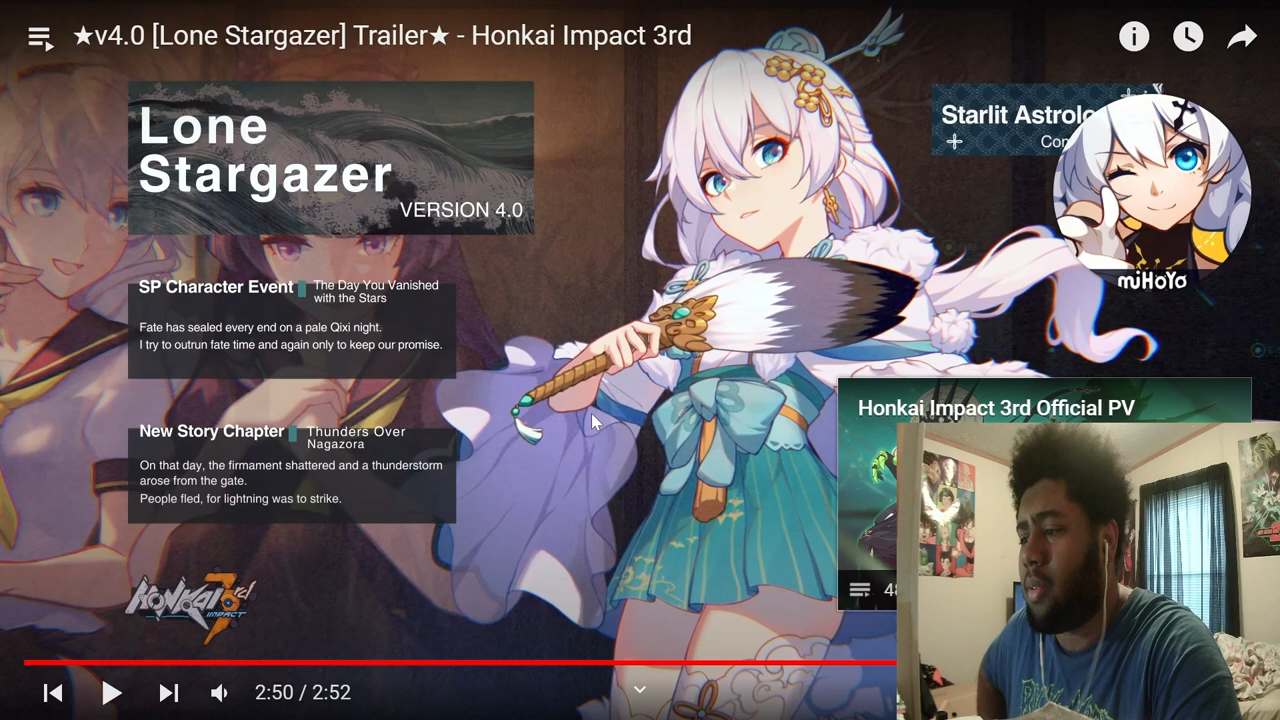 ★v4.0 [Lone Stargazer] Trailer★ - Honkai Impact 3rd
Lone
Stargazer
VERSION 4.0
Starlit
miHoYo
SP Character Event
The Day You Vanished
with the Stars
Fate has sealed every end on a pale Qixi night.
I try to outrun fate time and again only to keep our promise.
Honkai Impact 3rd Official PV
New Story Chapter
Thunders Over
Nagazora
On that day, the firmament shattered and a thunderstorm
arose from the gate.
People fled, for lightning was to strike.
HONKAI 3rd
IMPACT
2:50 / 2:52